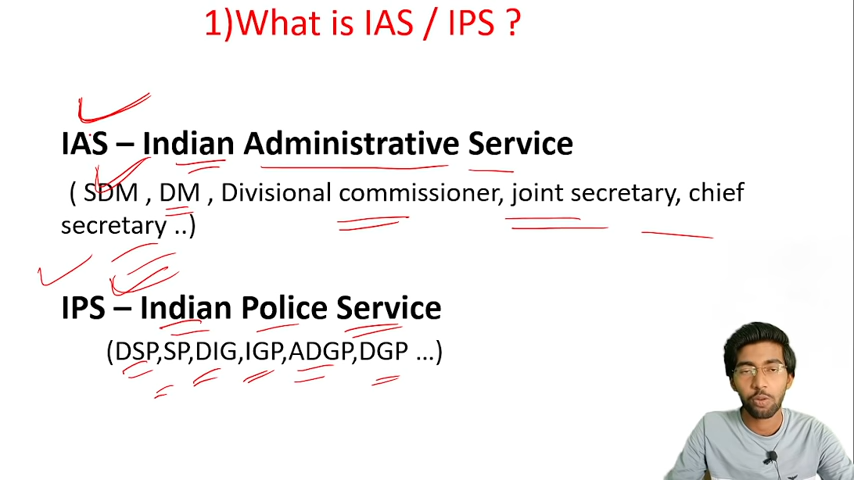 1)What is IAS / IPS ?
IAS – Indian Administrative Service
( SDM , DM , Divisional commissioner, joint secretary, chief
secretary ..)
IPS – Indian Police Service
(DSP,SP,DIG,IGP,ADGP,DGP ...)